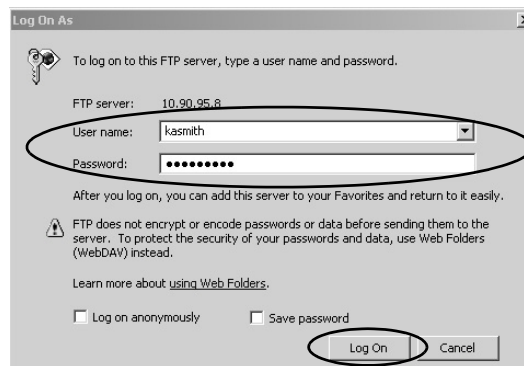 Log On As
To log on to this FTP server, type a user name and password.
FTP server: 10.90.95.8
User name: kasmith
Password: ●●●●●●●●●
After you log on, you can add this server to your Favorites and return to it easily.
FTP does not encrypt or encode passwords or data before sending them to the
server. To protect the security of your passwords and data, use Web Folders
(WebDAV) instead.
Learn more about using Web Folders.
Log on anonymously Save password
Log On Cancel